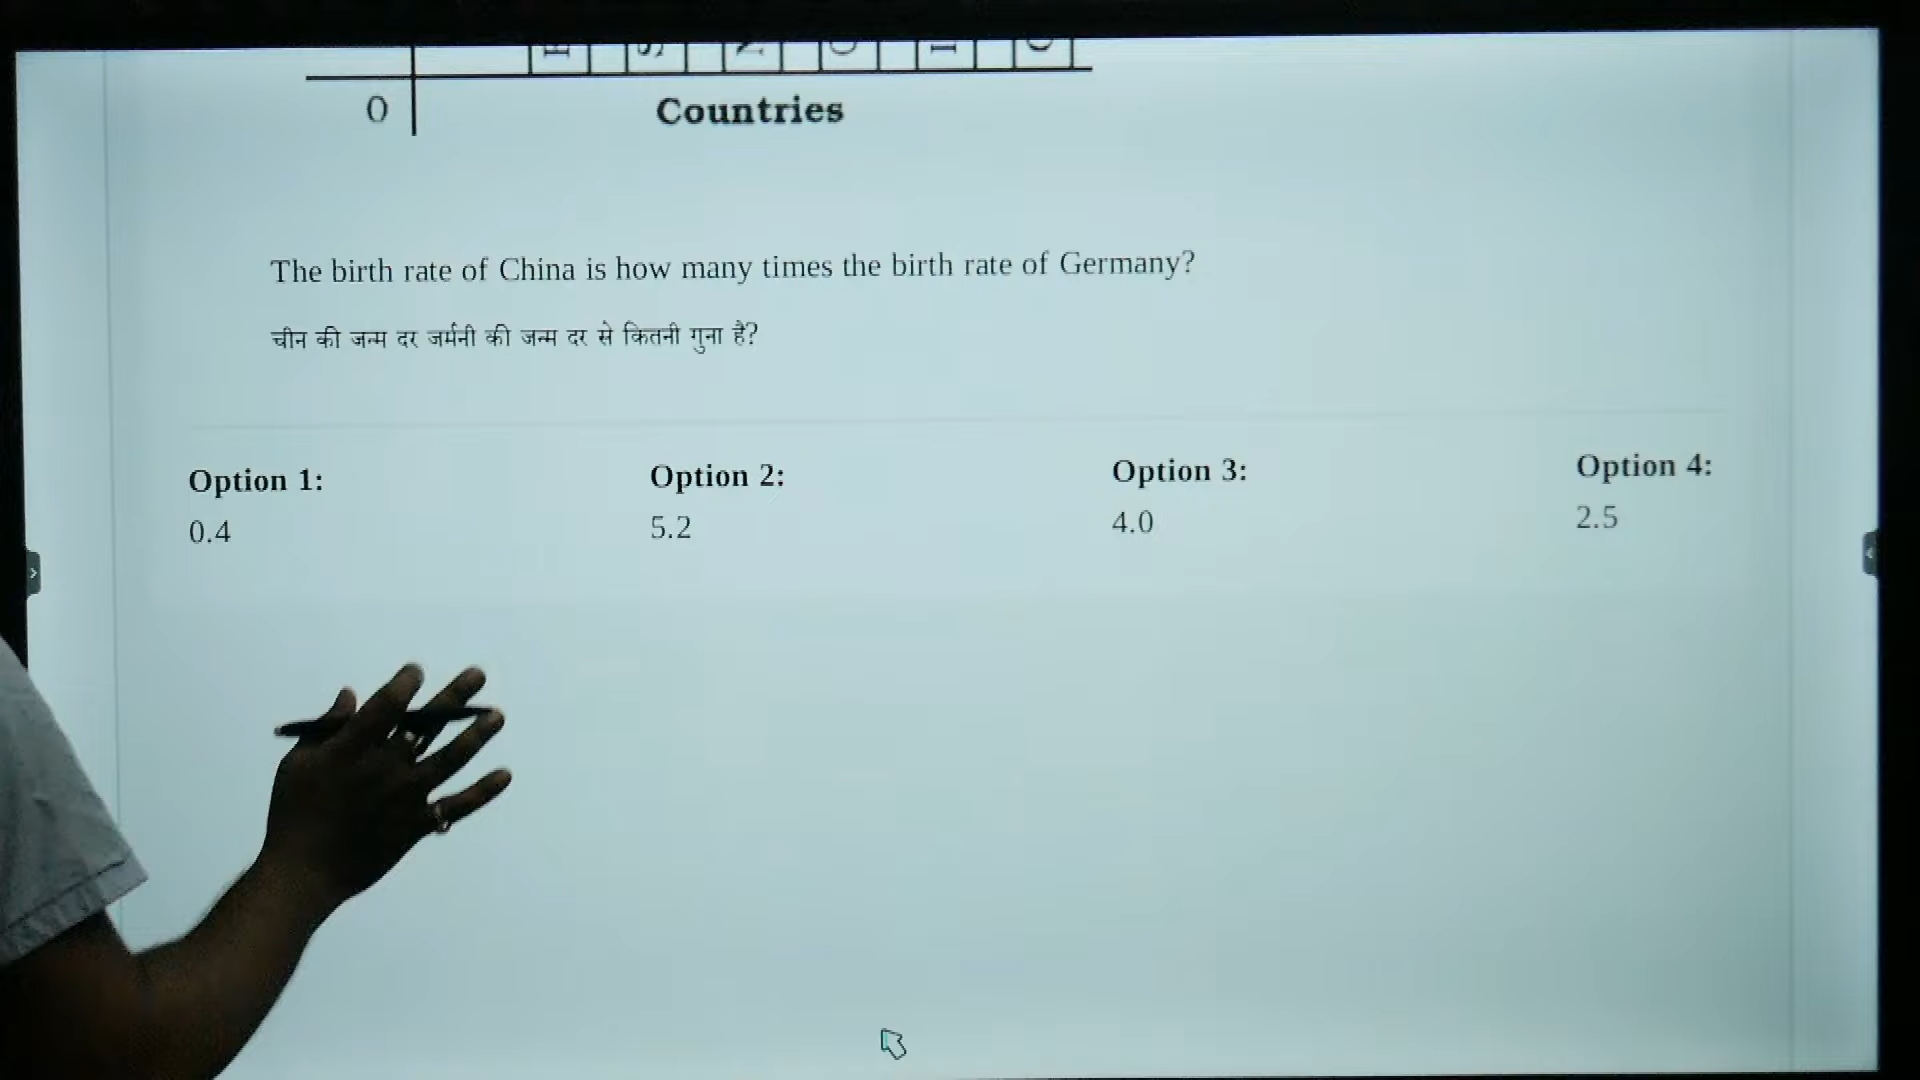 0
Countries
The birth rate of China is how many times the birth rate of Germany?
चीन की जन्म दर जर्मनी की जन्म दर से कितनी गुना है?
Option 1:
Option 2:
Option 3:
Option 4:
0.4
5.2
4.0
2.5